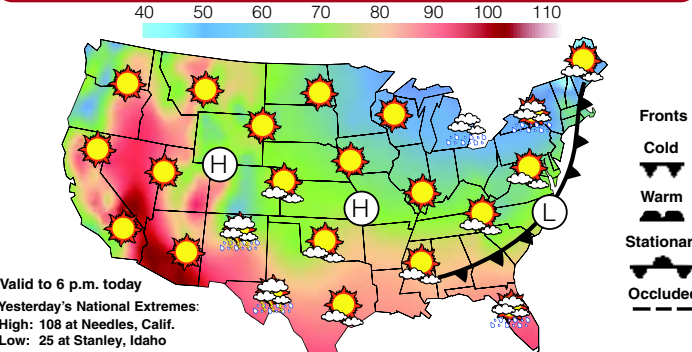 40 50 60 70 80 90 100 110
H
H
L
Fronts
Cold
Warm
Stationar
Occluded
Valid to 6 p.m. today
Yesterday's National Extremes:
High: 108 at Needles, Calif.
Low: 25 at Stanley, Idaho